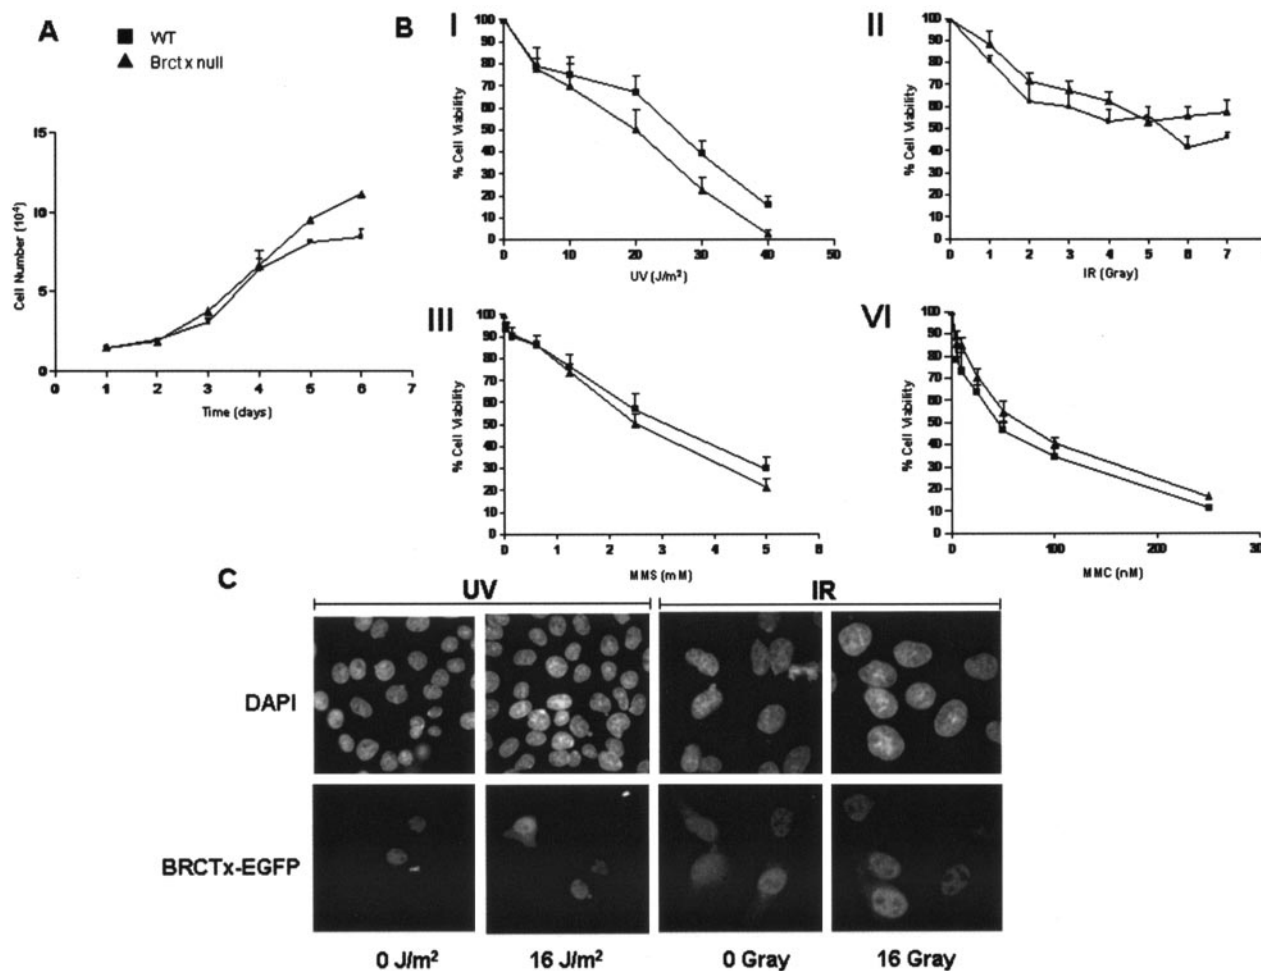 A
WT
Brctx null
15
10
5
0
0 1 2 3 4 5 6 7
Cell Number (10⁴)
Time (days)
B
I
100
90
80
70
60
50
40
30
20
10
0
0 10 20 30 40 50
% Cell Viability
UV (J/m²)
II
100
90
80
70
60
50
40
30
20
10
0
0 1 2 3 4 5 6 7
% Cell Viability
IR (Gray)
III
100
90
80
70
60
50
40
30
20
10
0
0 1 2 3 4 5 6
% Cell Viability
MMS (mM)
VI
100
90
80
70
60
50
40
30
20
10
0
0 100 200 300
% Cell Viability
MMC (nM)
C
UV IR
DAPI
BRCTx-EGFP
0 J/m² 16 J/m² 0 Gray 16 Gray